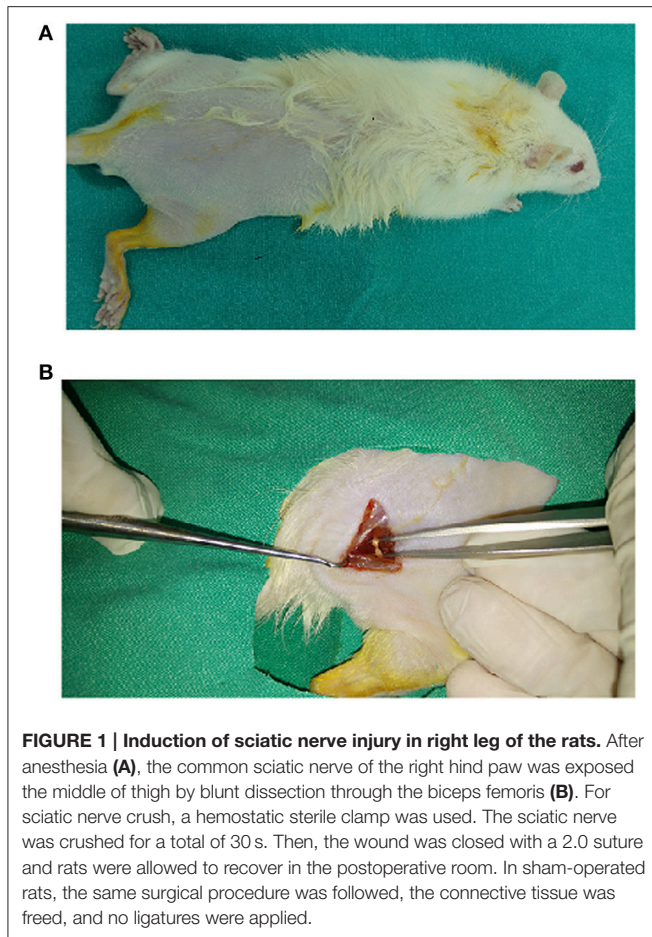 A
B
FIGURE 1 | Induction of sciatic nerve injury in right leg of the rats. After
anesthesia (A), the common sciatic nerve of the right hind paw was exposed
the middle of thigh by blunt dissection through the biceps femoris (B). For
sciatic nerve crush, a hemostatic sterile clamp was used. The sciatic nerve
was crushed for a total of 30 s. Then, the wound was closed with a 2.0 suture
and rats were allowed to recover in the postoperative room. In sham-operated
rats, the same surgical procedure was followed, the connective tissue was
freed, and no ligatures were applied.